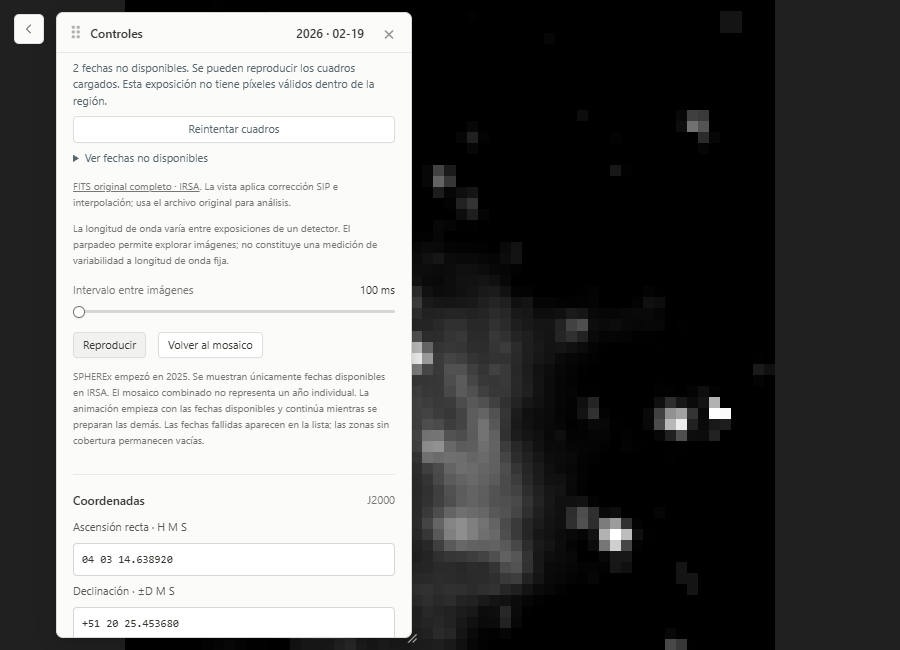 Controles
2026 · 02-19
2 fechas no disponibles. Se pueden reproducir los cuadros
cargados. Esta exposición no tiene píxeles válidos dentro de la
región.
Reintentar cuadros
Ver fechas no disponibles
FITS original completo · IRSA. La vista aplica corrección SIP e
interpolación; usa el archivo original para análisis.
La longitud de onda varía entre exposiciones de un detector. El
parpadeo permite explorar imágenes; no constituye una medición de
variabilidad a longitud de onda fija.
Intervalo entre imágenes
100 ms
Reproducir
Volver al mosaico
SPHEREx empezó en 2025. Se muestran únicamente fechas disponibles
en IRSA. El mosaico combinado no representa un año individual. La
animación empieza con las fechas disponibles y continúa mientras se
preparan las demás. Las fechas fallidas aparecen en la lista; las zonas sin
cobertura permanecen vacías.
Coordenadas
J2000
Ascensión recta · H M S
04 03 14.638920
Declinación · ±D M S
+51 20 25.453680